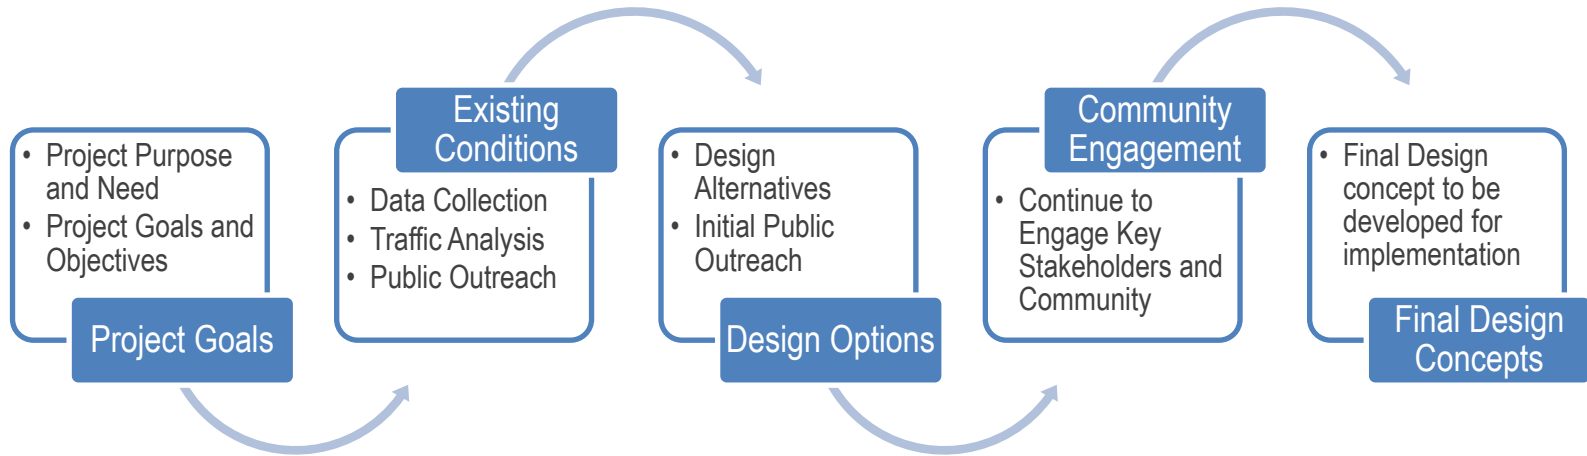 • Project Purpose
and Need
• Project Goals and
Objectives
Project Goals
Existing
Conditions
• Data Collection
• Traffic Analysis
• Public Outreach
• Design
Alternatives
• Initial Public
Outreach
Design Options
Community
Engagement
• Continue to
Engage Key
Stakeholders and
Community
• Final Design
concept to be
developed for
implementation
Final Design
Concepts